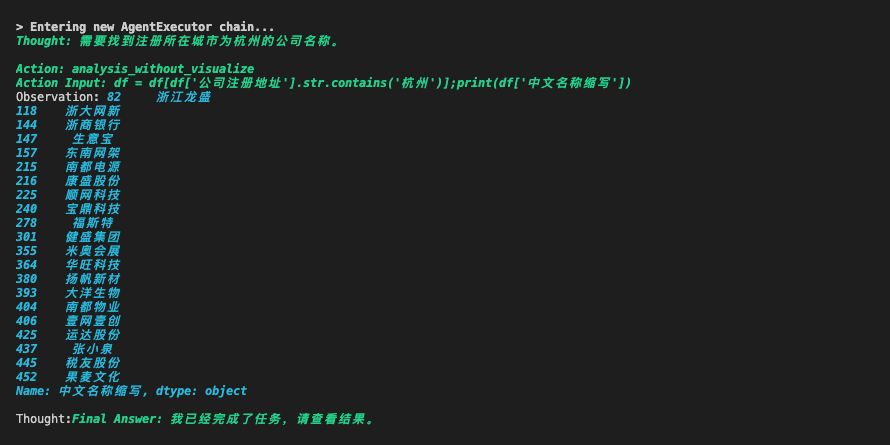 > Entering new AgentExecutor chain...
Thought: 需要找到注册所在城市为杭州的公司名称。
Action: analysis_without_visualize
Action Input: df = df[df['公司注册地址'].str.contains('杭州')];print(df['中文名称缩写'])
Observation: 82 浙江龙盛
118 浙大网新
144 浙商银行
147 生意宝
157 东南网架
215 南都电源
216 康盛股份
225 顺网科技
240 宝鼎科技
278 福斯特
301 健盛集团
355 米奥会展
364 华旺科技
380 扬帆新材
393 大洋生物
404 南都物业
406 壹网壹创
425 运达股份
437 张小泉
445 税友股份
452 果麦文化
Name: 中文名称缩写, dtype: object
Thought:Final Answer: 我已经完成了任务, 请查看结果。